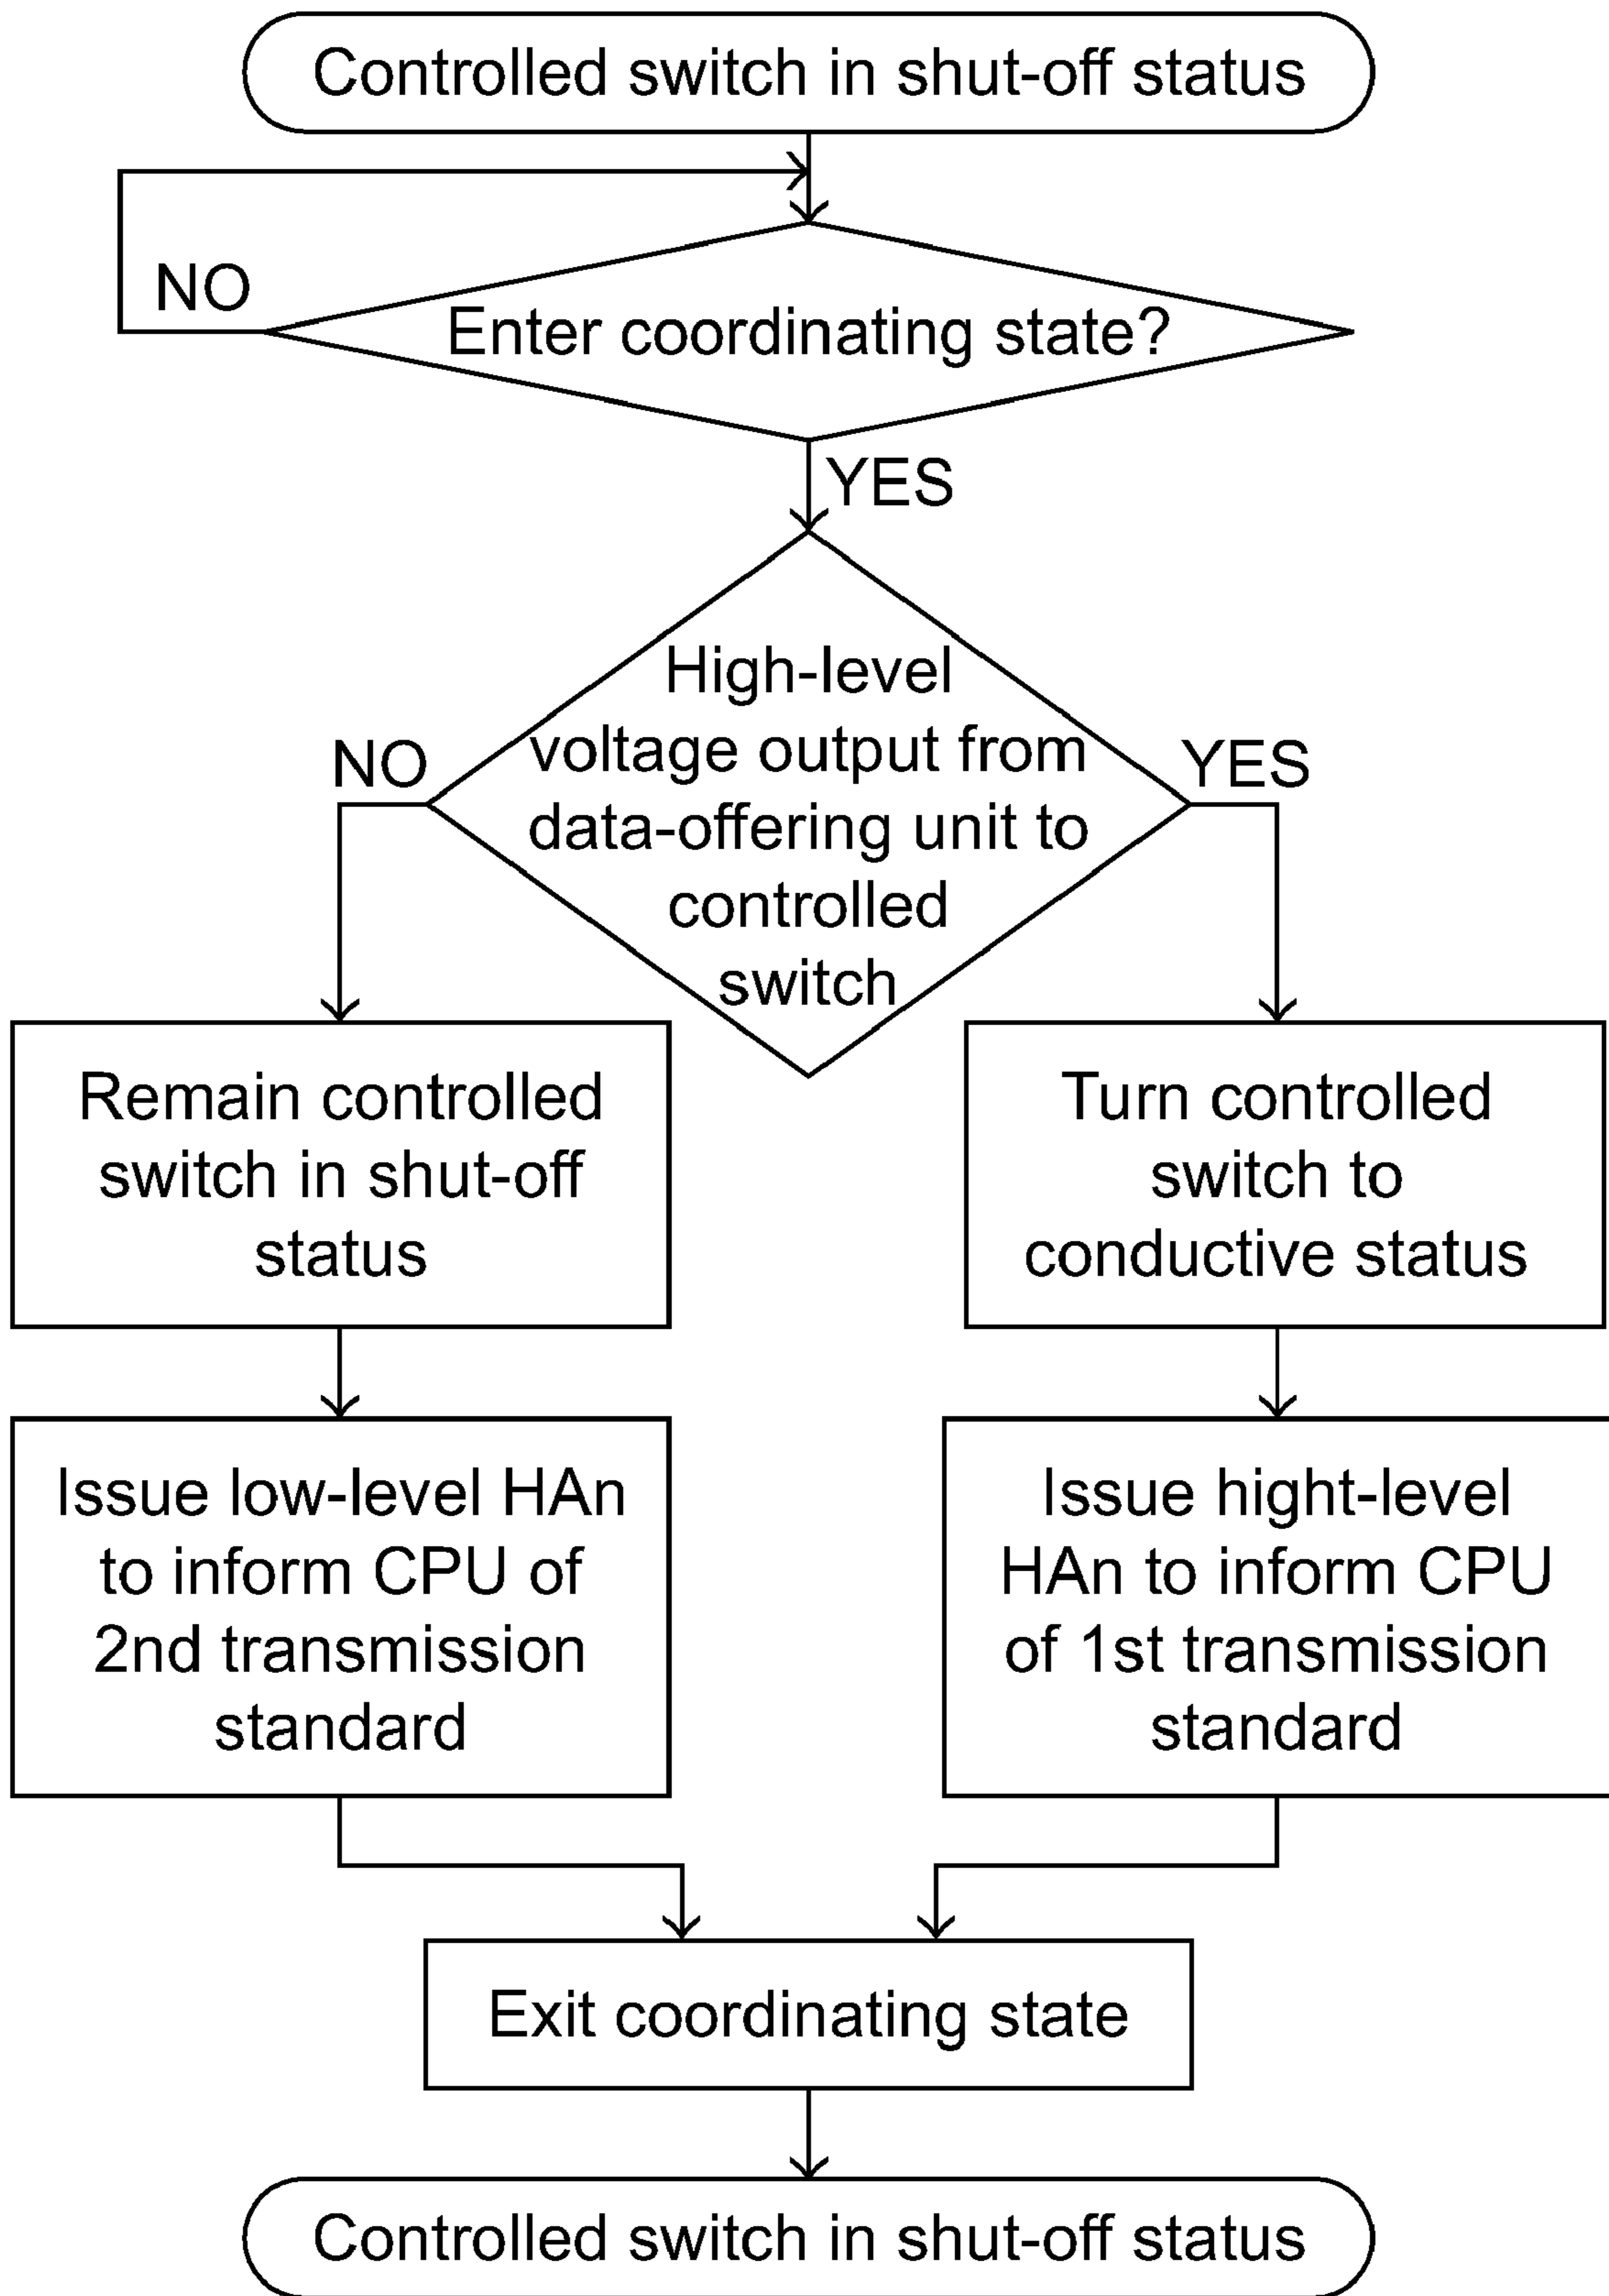 Controlled switch in shut-off status
NO
Enter coordinating state?
YES
High-level
voltage output from
data-offering unit to
controlled
switch
NO
YES
Remain controlled
switch in shut-off
status
Turn controlled
switch to
conductive status
Issue low-level HAn
to inform CPU of
2nd transmission
standard
Issue hight-level
HAn to inform CPU
of 1st transmission
standard
Exit coordinating state
Controlled switch in shut-off status